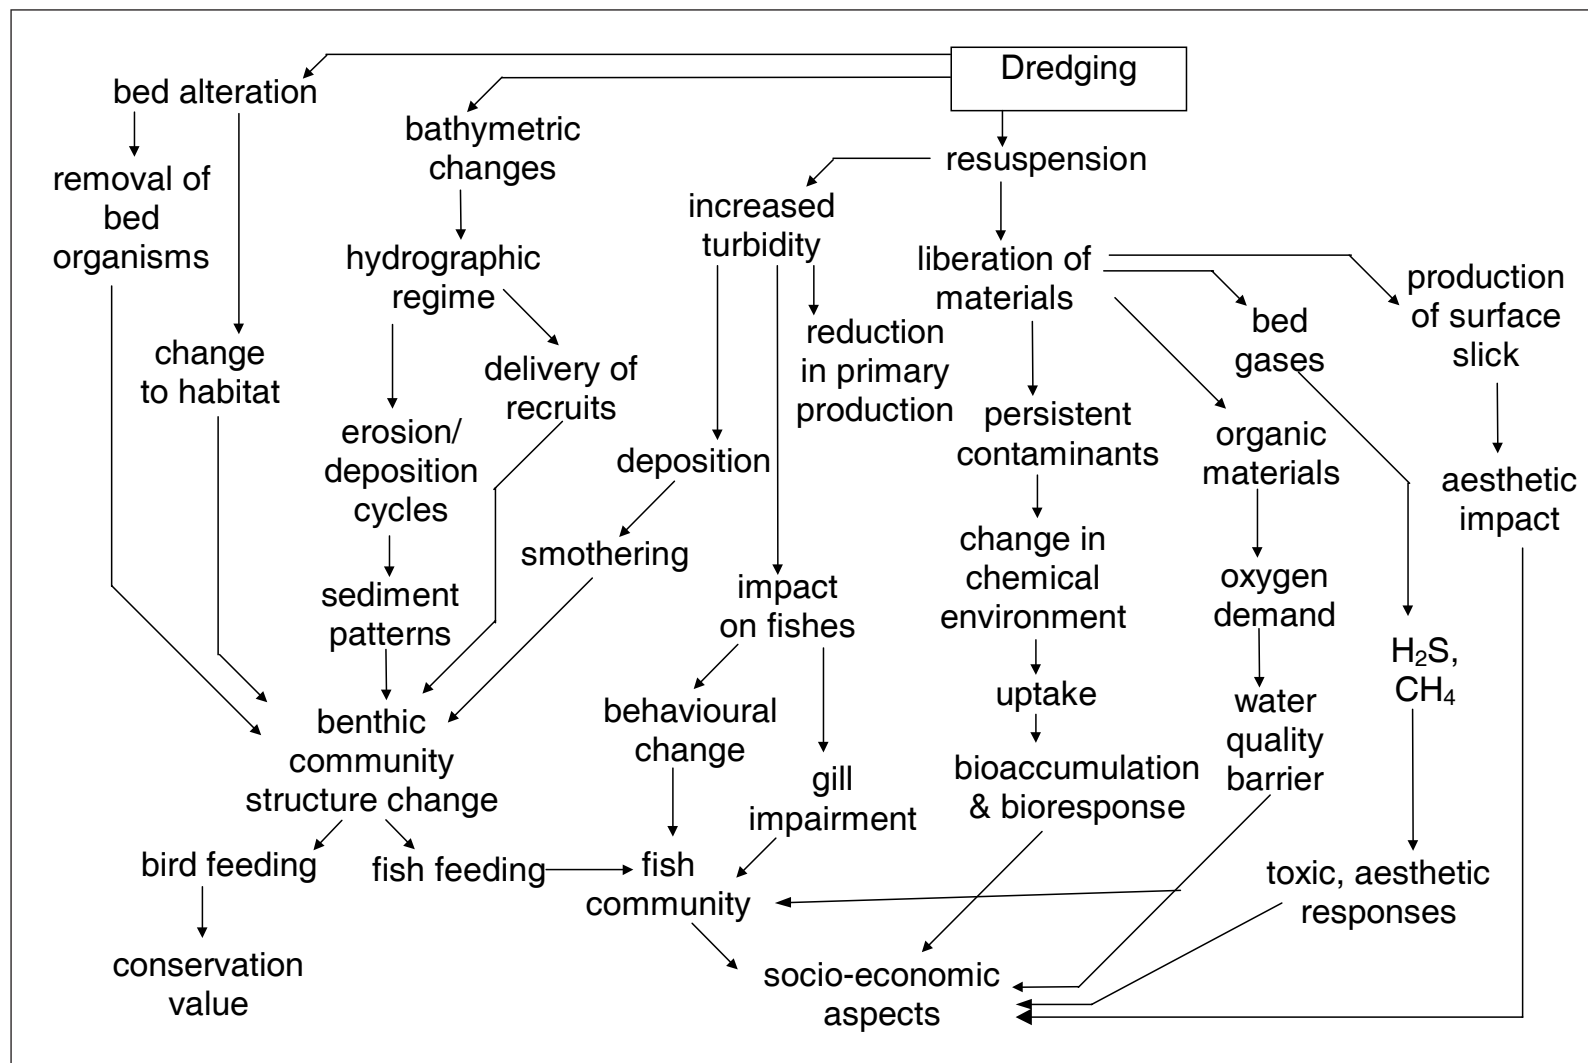 Dredging
bed alteration
bathymetric
changes
resuspension
removal of
bed
organisms
increased
turbidity
hydrographic
regime
liberation of
materials
production
of surface
slick
bed
gases
change
to habitat
delivery of
recruits
reduction
in primary
production
persistent
contaminants
organic
materials
erosion/
deposition
cycles
deposition
aesthetic
impact
smothering
change in
chemical
environment
oxygen
demand
sediment
patterns
impact
on fishes
H₂S,
CH₄
uptake
water
quality
barrier
behavioural
change
benthic
community
structure change
gill
impairment
bioaccumulation
& bioresponse
bird feeding
fish feeding
fish
community
toxic, aesthetic
responses
conservation
value
socio-economic
aspects